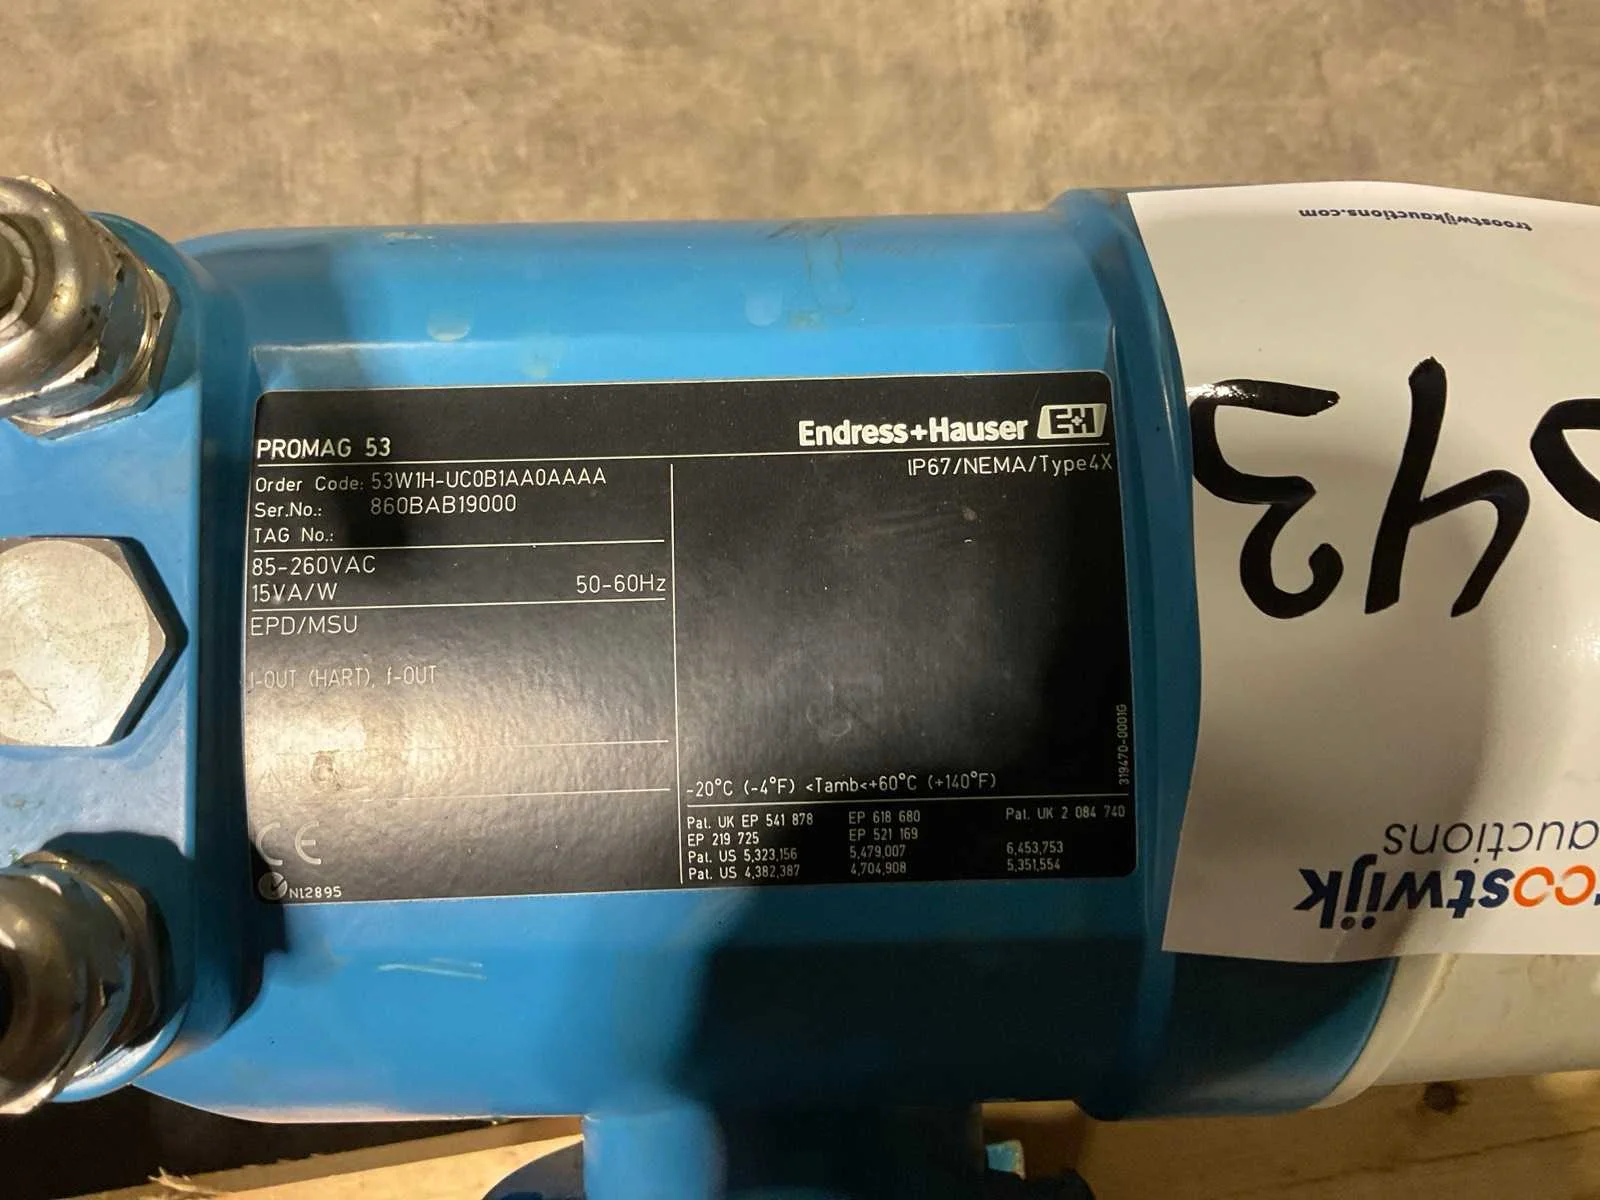 PROMAG 53
Endress+Hauser E+H
Order Code: 53W1H-UC0B1AA0AAAA
Ser.No.: 860BAB19000
TAG No.:
IP67/NEMA/Type4X
85-260VAC
15VA/W 50-60Hz
EPD/MSU
I-OUT (HART), f-OUT
-20°C (-4°F) <Tamb<+60°C (+140°F)
Pat. UK EP 541 878 EP 618 680 Pat. UK 2 084 740
EP 219 725 EP 521 169
Pat. US 5,323,156 5,479,007 6,453,753
Pat. US 4,382,387 4,704,908 5,351,554
319470-0001G
CE
N12895
troostwijkauctions.com
troostwijk
auctions